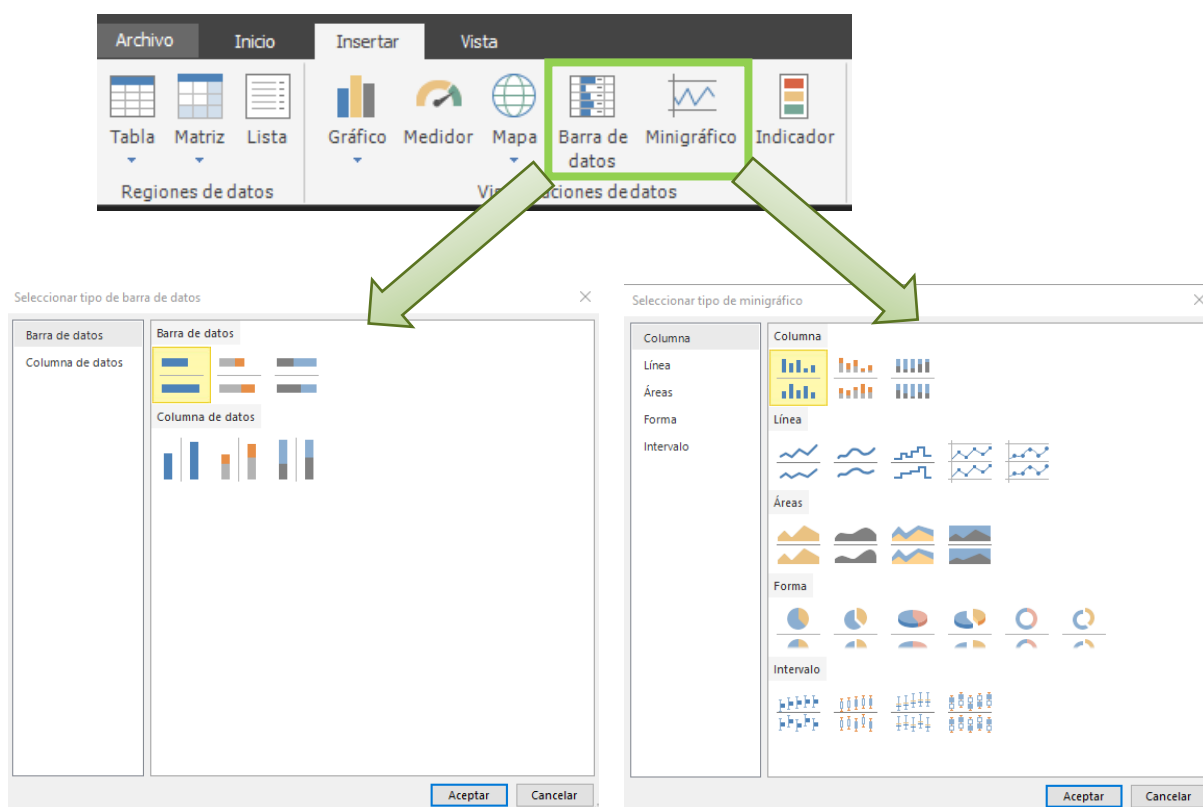 Archivo Inicio Insertar Vista
Tabla Matriz Lista Gráfico Medidor Mapa Barra de datos Minigráfico Indicador
Regiones de datos
de datos
Seleccionar tipo de barra de datos
Barra de datos
Columna de datos
Barra de datos
Columna de datos
Aceptar Cancelar
Seleccionar tipo de minigráfico
Columna
Línea
Áreas
Forma
Intervalo
Columna
Línea
Áreas
Forma
Intervalo
Aceptar Cancelar